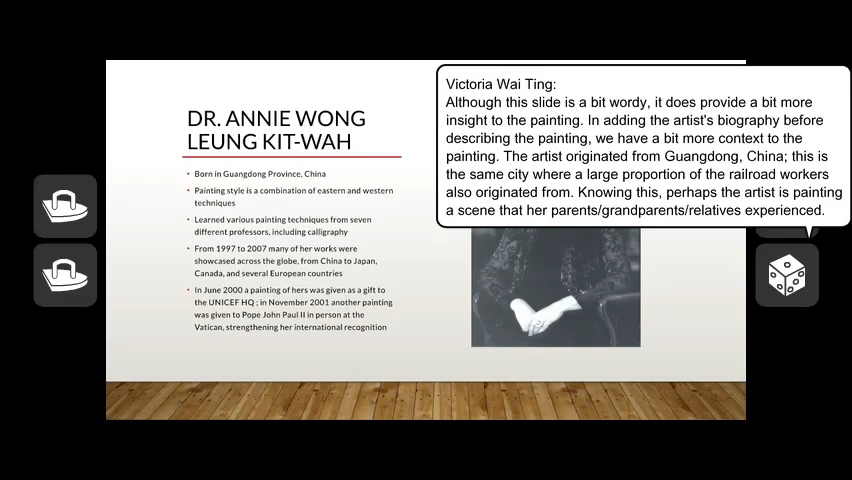 DR. ANNIE WONG
LEUNG KIT-WAH
• Born in Guangdong Province, China
• Painting style is a combination of eastern and western
techniques
• Learned various painting techniques from seven
different professors, including calligraphy
• From 1997 to 2007 many of her works were
showcased across the globe, from China to Japan,
Canada, and several European countries
• In June 2000 a painting of hers was given as a gift to
the UNICEF HQ ; in November 2001 another painting
was given to Pope John Paul II in person at the
Vatican, strengthening her international recognition
Victoria Wai Ting:
Although this slide is a bit wordy, it does provide a bit more
insight to the painting. In adding the artist's biography before
describing the painting, we have a bit more context to the
painting. The artist originated from Guangdong, China; this is
the same city where a large proportion of the railroad workers
also originated from. Knowing this, perhaps the artist is painting
a scene that her parents/grandparents/relatives experienced.